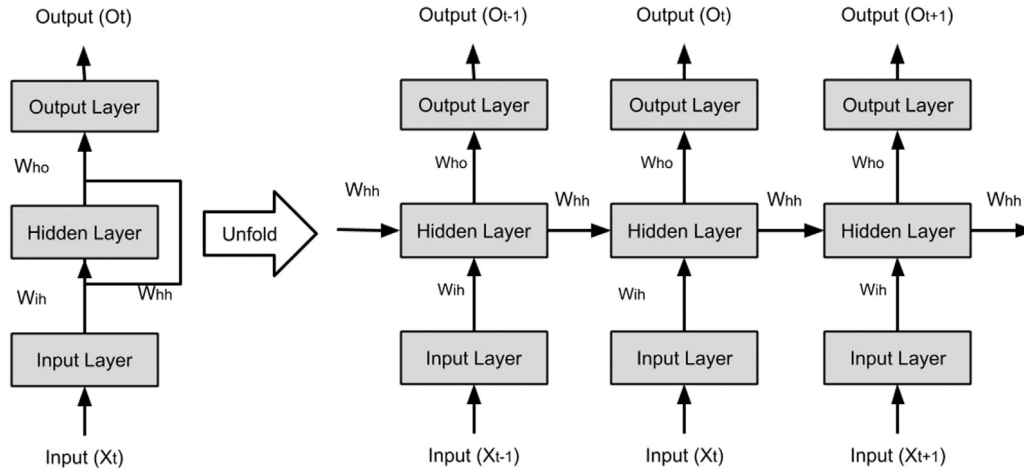 Output (Ot)
Output (Ot-1)
Output (Ot)
Output (Ot+1)
Output Layer
Output Layer
Output Layer
Output Layer
Who
Who
Who
Who
Whh
Whh
Whh
Whh
Hidden Layer
Unfold
Hidden Layer
Hidden Layer
Hidden Layer
Wih
Whh
Wih
Wih
Wih
Input Layer
Input Layer
Input Layer
Input Layer
Input (Xt)
Input (Xt-1)
Input (Xt)
Input (Xt+1)